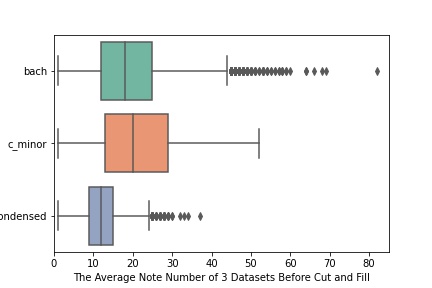 bach
c_minor
ondensed
0 10 20 30 40 50 60 70 80
The Average Note Number of 3 Datasets Before Cut and Fill